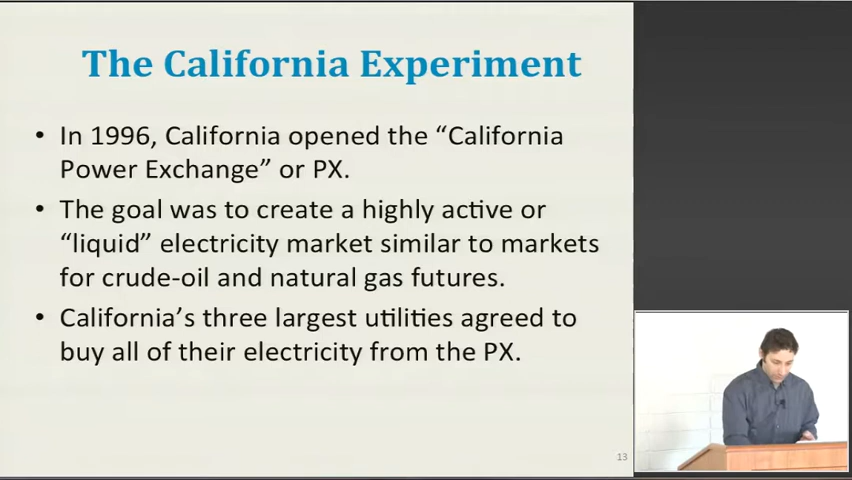 The California Experiment
• In 1996, California opened the “California
Power Exchange” or PX.
• The goal was to create a highly active or
“liquid” electricity market similar to markets
for crude-oil and natural gas futures.
• California’s three largest utilities agreed to
buy all of their electricity from the PX.
13